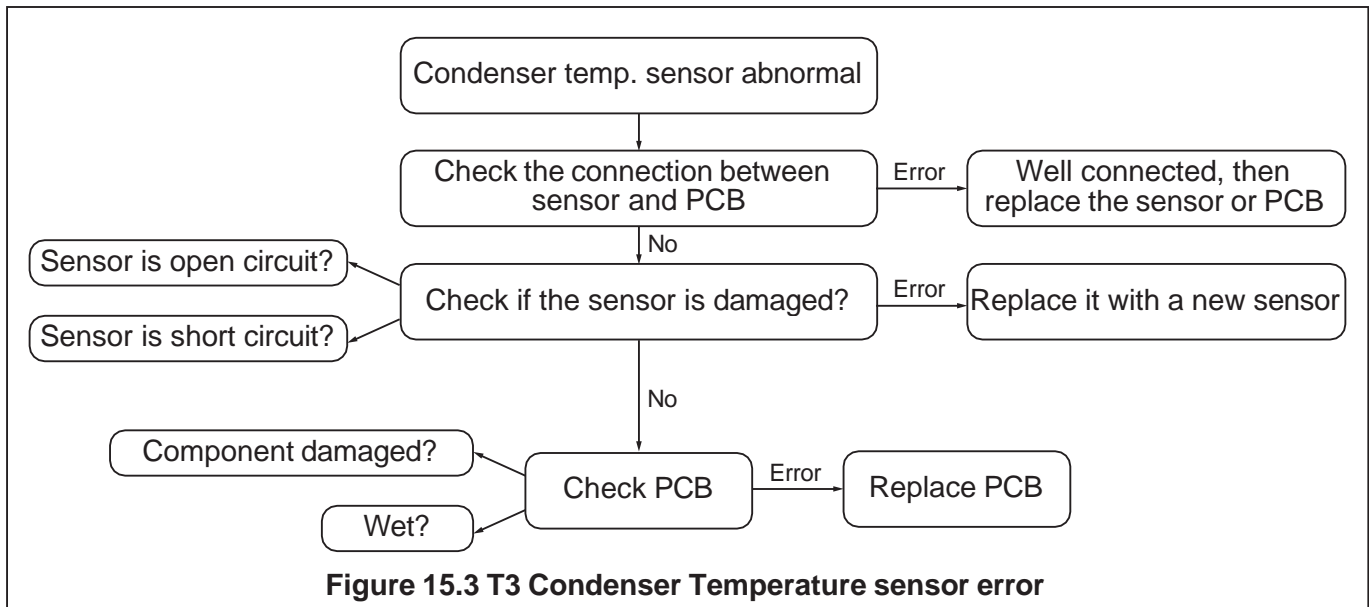 Condenser temp. sensor abnormal
Check the connection between
sensor and PCB
Error
Well connected, then
replace the sensor or PCB
No
Sensor is open circuit?
Sensor is short circuit?
Check if the sensor is damaged?
Error
Replace it with a new sensor
No
Component damaged?
Wet?
Check PCB
Error
Replace PCB
Figure 15.3 T3 Condenser Temperature sensor error